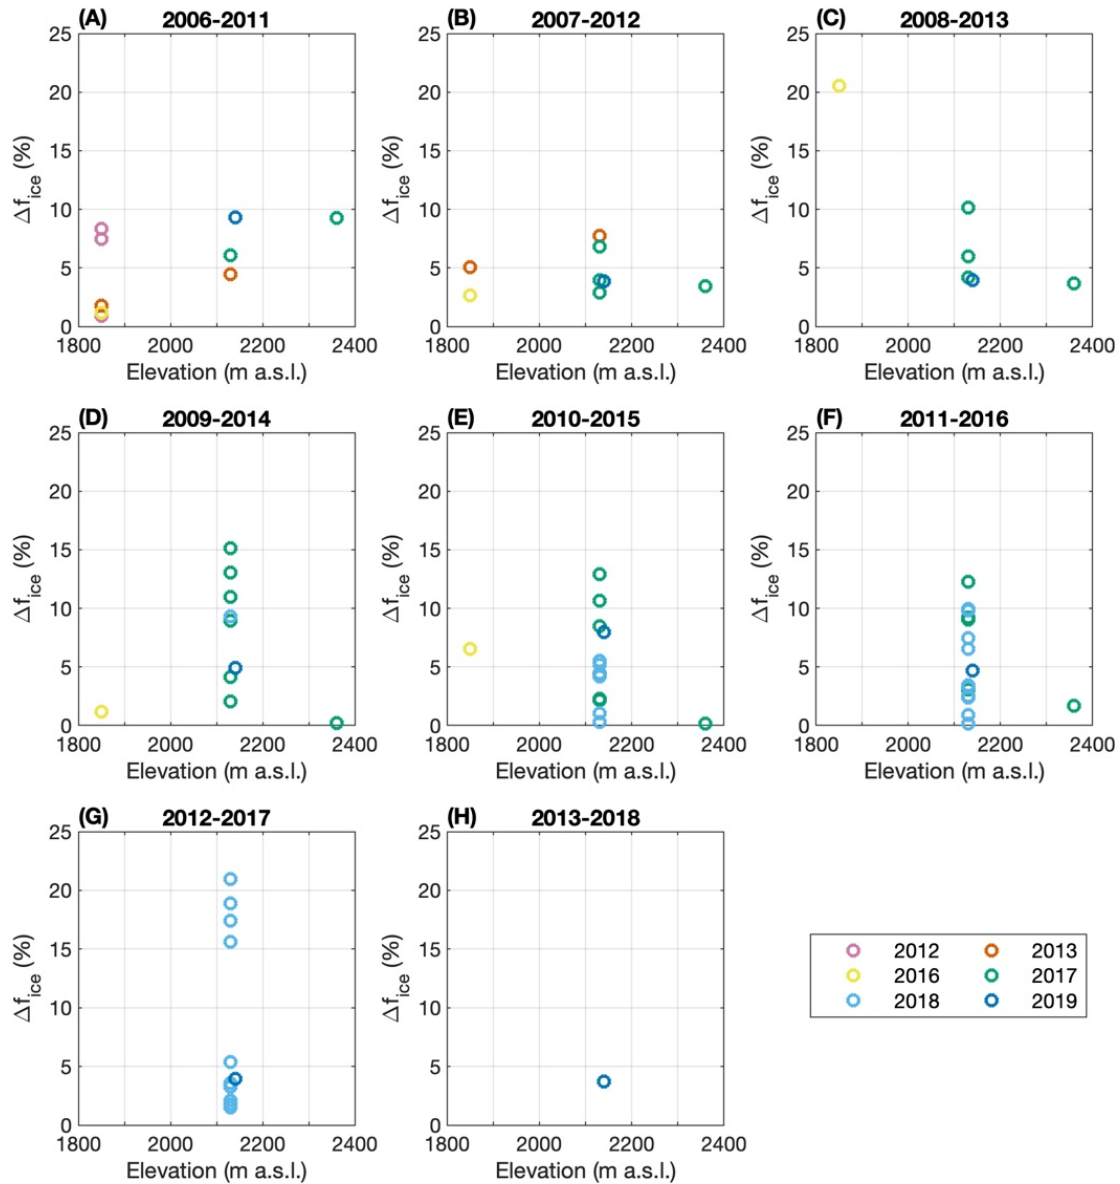 (A) 2006-2011
25
20
15
10
5
0
Δf_ice (%)
1800 2000 2200 2400
Elevation (m a.s.l.)
(B) 2007-2012
25
20
15
10
5
0
Δf_ice (%)
1800 2000 2200 2400
Elevation (m a.s.l.)
(C) 2008-2013
25
20
15
10
5
0
Δf_ice (%)
1800 2000 2200 2400
Elevation (m a.s.l.)
(D) 2009-2014
25
20
15
10
5
0
Δf_ice (%)
1800 2000 2200 2400
Elevation (m a.s.l.)
(E) 2010-2015
25
20
15
10
5
0
Δf_ice (%)
1800 2000 2200 2400
Elevation (m a.s.l.)
(F) 2011-2016
25
20
15
10
5
0
Δf_ice (%)
1800 2000 2200 2400
Elevation (m a.s.l.)
(G) 2012-2017
25
20
15
10
5
0
Δf_ice (%)
1800 2000 2200 2400
Elevation (m a.s.l.)
(H) 2013-2018
25
20
15
10
5
0
Δf_ice (%)
1800 2000 2200 2400
Elevation (m a.s.l.)
2012 2013
2016 2017
2018 2019